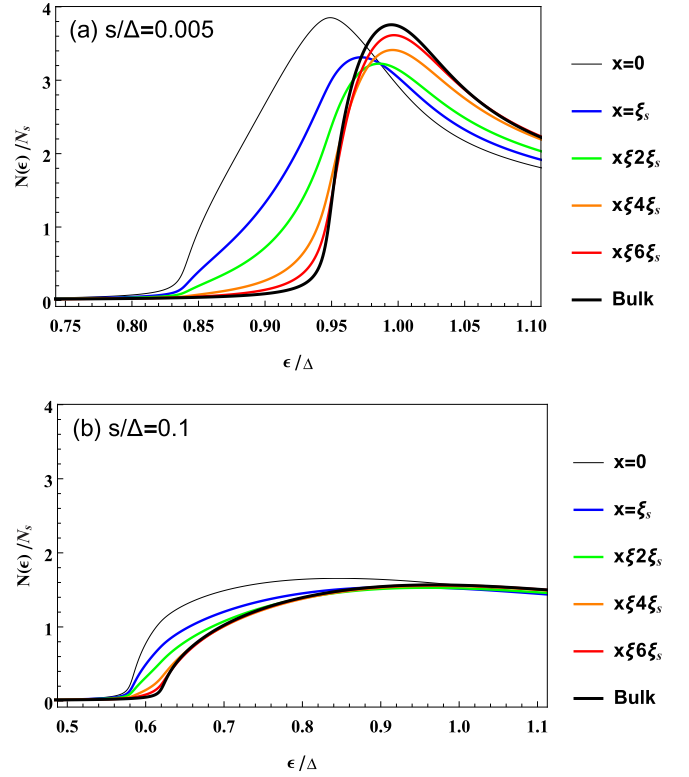 (a) s/Δ=0.005
N(ϵ)/Nₛ
4
3
2
1
0
0.75 0.80 0.85 0.90 0.95 1.00 1.05 1.10
ϵ/Δ
x=0
x=ξₛ
xξ2ξₛ
xξ4ξₛ
xξ6ξₛ
Bulk
(b) s/Δ=0.1
N(ϵ)/Nₛ
4
3
2
1
0
0.5 0.6 0.7 0.8 0.9 1.0 1.1
ϵ/Δ
x=0
x=ξₛ
xξ2ξₛ
xξ4ξₛ
xξ6ξₛ
Bulk